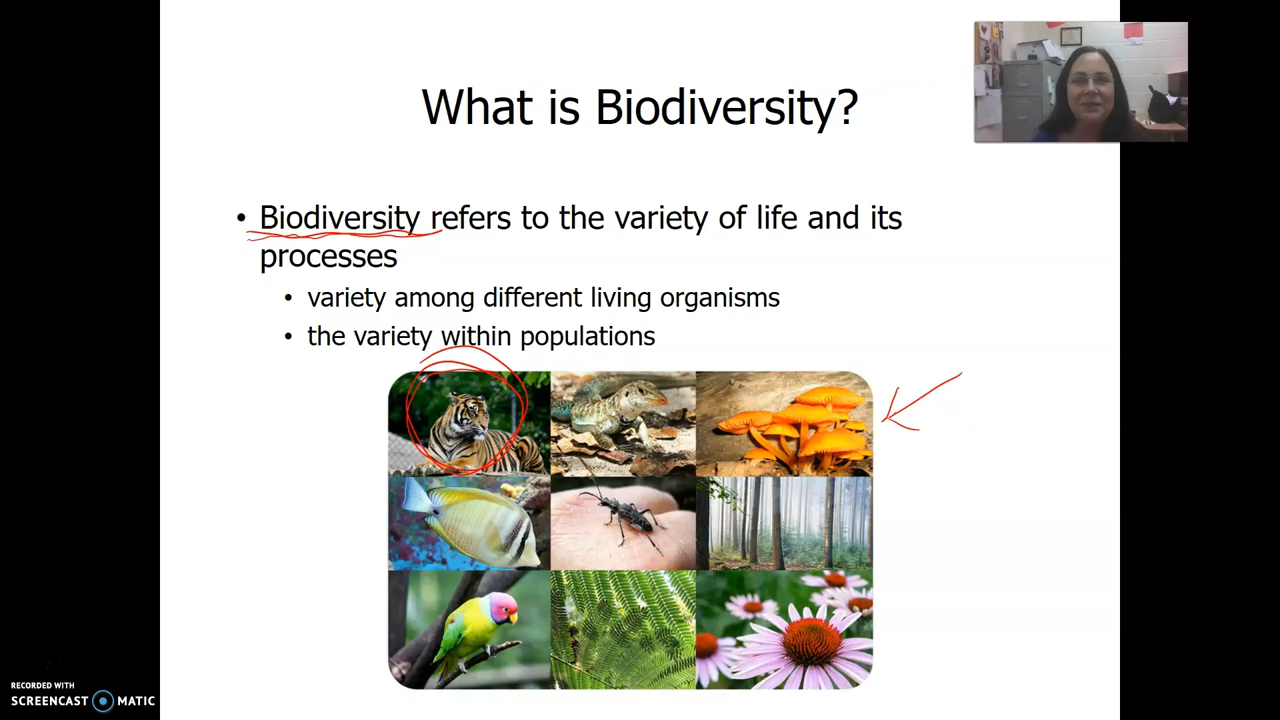 What is Biodiversity?
• Biodiversity refers to the variety of life and its
processes
• variety among different living organisms
• the variety within populations
RECORDED WITH
SCREENCAST MATIC